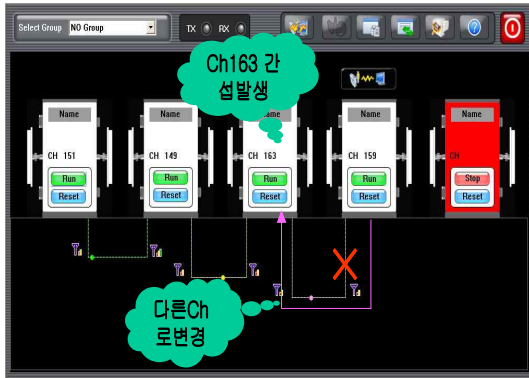 Select Group NO Group TX RX
Ch163 간
섭발생
Name Name Name Name
CH 151 CH 149 CH 163 CH 159 CH
Run Run Run Run Stop
Reset Reset Reset Reset Reset
다른Ch
로변경